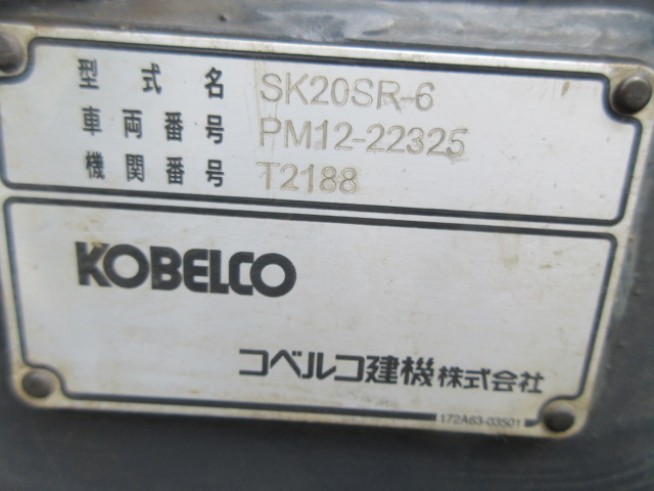 型式名 SK20SR-6
車両番号 PM12-22325
機関番号 T2188
KOBELCO
コベルコ建機株式会社
172A63-03501